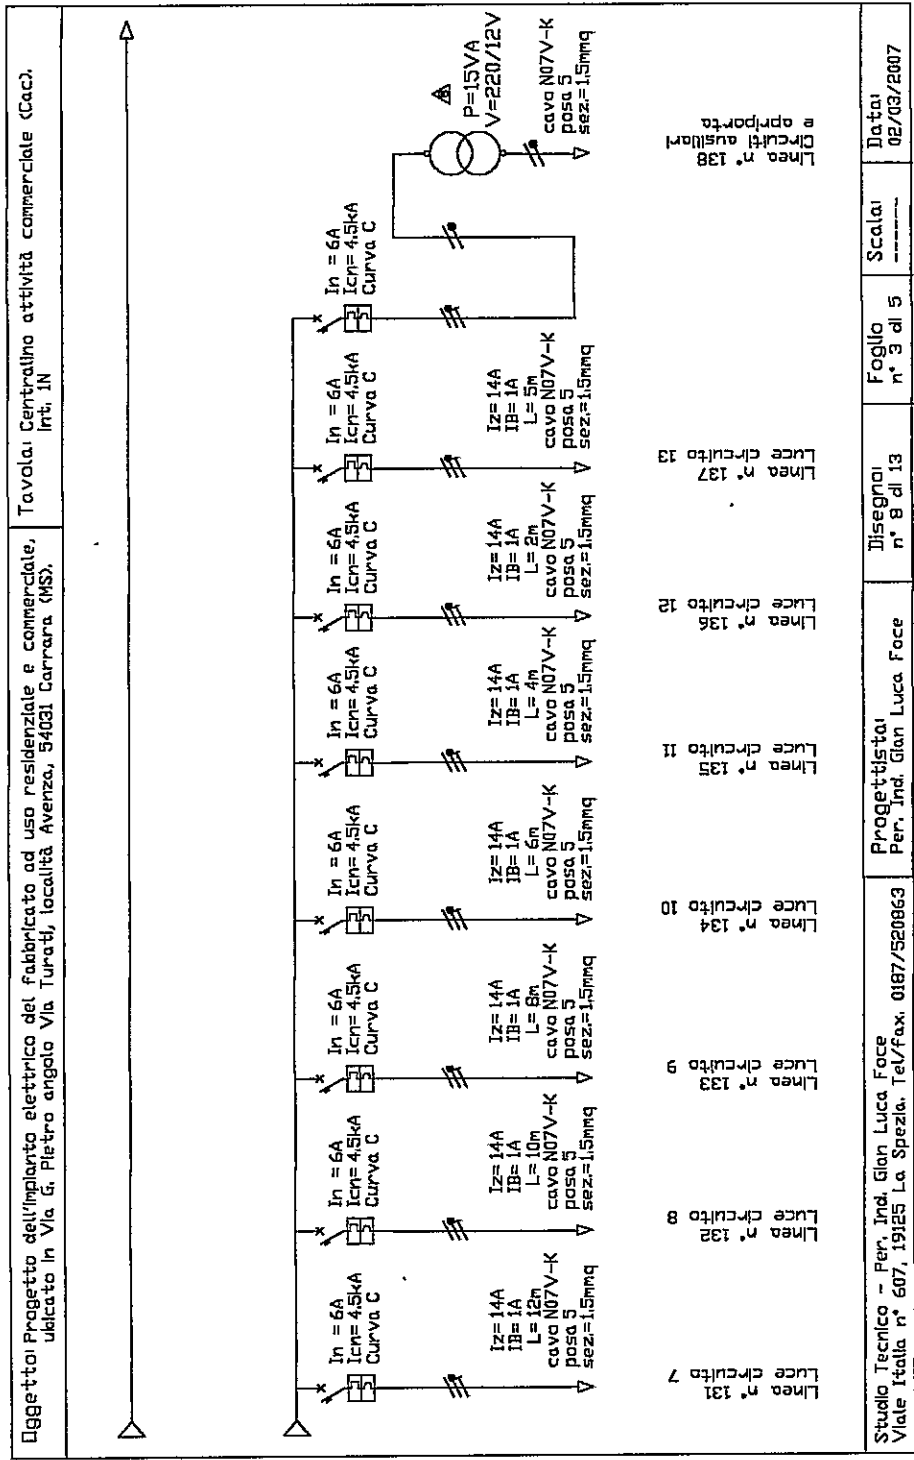 Oggetto: Progetto dell'impianto elettrico del fabbricato ad uso residenziale e commerciale,
ubicato in Via G. Pietro angolo Via Turati, località Avenza, 54031 Carrara (MS).
Tavola: Centralino attività commerciale (Cac).
Int. 1N
In = 6A
Icn= 4.5kA
Curva C
Iz= 14A
IB= 1A
L= 12m
cavo N07V-K
posa 5
sez.=1.5mmq
Linea n° 131
Luce circuito 7
In = 6A
Icn= 4.5kA
Curva C
Iz= 14A
IB= 1A
L= 10m
cavo N07V-K
posa 5
sez.=1.5mmq
Linea n° 132
Luce circuito 8
In = 6A
Icn= 4.5kA
Curva C
Iz= 14A
IB= 1A
L= 8m
cavo N07V-K
posa 5
sez.=1.5mmq
Linea n° 133
Luce circuito 9
In = 6A
Icn= 4.5kA
Curva C
Iz= 14A
IB= 1A
L= 6m
cavo N07V-K
posa 5
sez.=1.5mmq
Linea n° 134
Luce circuito 10
In = 6A
Icn= 4.5kA
Curva C
Iz= 14A
IB= 1A
L= 4m
cavo N07V-K
posa 5
sez.=1.5mmq
Linea n° 135
Luce circuito 11
In = 6A
Icn= 4.5kA
Curva C
Iz= 14A
IB= 1A
L= 2m
cavo N07V-K
posa 5
sez.=1.5mmq
Linea n° 136
Luce circuito 12
In = 6A
Icn= 4.5kA
Curva C
Iz= 14A
IB= 1A
L= 5m
cavo N07V-K
posa 5
sez.=1.5mmq
Linea n° 137
Luce circuito 13
In = 6A
Icn= 4.5kA
Curva C
P=15VA
V=220/12V
cavo N07V-K
posa 5
sez.=1.5mmq
Linea n° 138
Circuiti ausiliari
e apriporta
Studio Tecnico - Per. Ind. Gian Luca Foce
Viale Italia n° 607, 19125 La Spezia. Tel/fax. 0187/520863
Progettista:
Per. Ind. Gian Luca Foce
Disegno:
n° 8 di 13
Foglio
n° 3 di 5
Scala:
------
Data:
02/03/2007